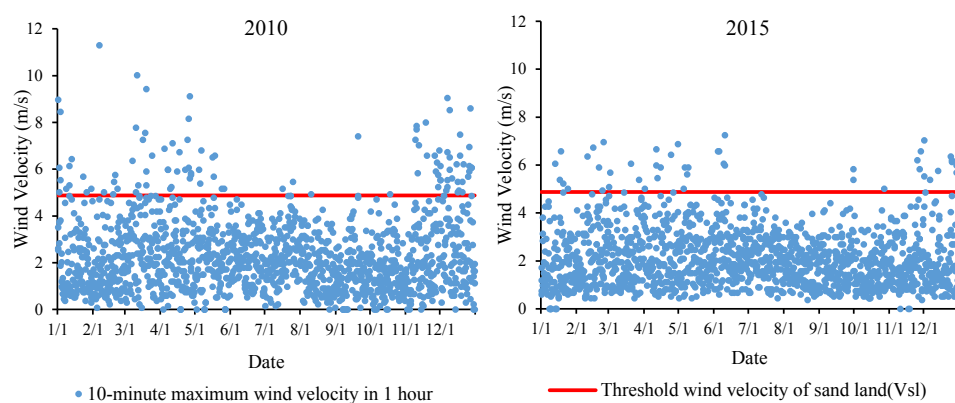 2010
Wind Velocity (m/s)
12
10
8
6
4
2
0
1/1 2/1 3/1 4/1 5/1 6/1 7/1 8/1 9/1 10/1 11/1 12/1
Date
2015
Wind Velocity (m/s)
12
10
8
6
4
2
0
1/1 2/1 3/1 4/1 5/1 6/1 7/1 8/1 9/1 10/1 11/1 12/1
Date
10-minute maximum wind velocity in 1 hour
Threshold wind velocity of sand land(Vsl)